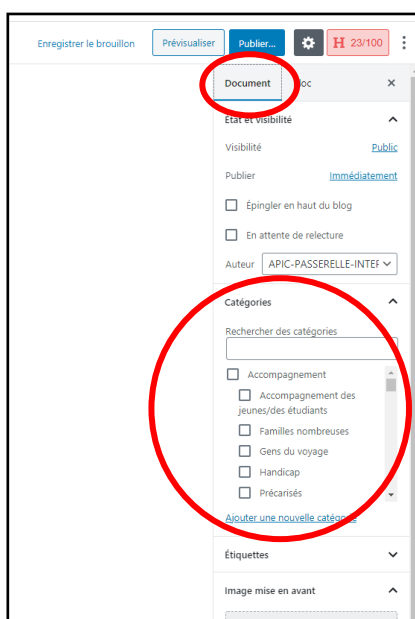 Enregistrer le brouillon Prévisualiser Publier... H 23/100
Document oc
État et visibilité
Visibilité Public
Publier Immédiatement
Épingler en haut du blog
En attente de relecture
Auteur APIC-PASSERELLE-INTEF
Catégories
Rechercher des catégories
Accompagnement
Accompagnement des
jeunes/des étudiants
Familles nombreuses
Gens du voyage
Handicap
Précarisés
Ajouter une nouvelle catégorie
Étiquettes
Image mise en avant